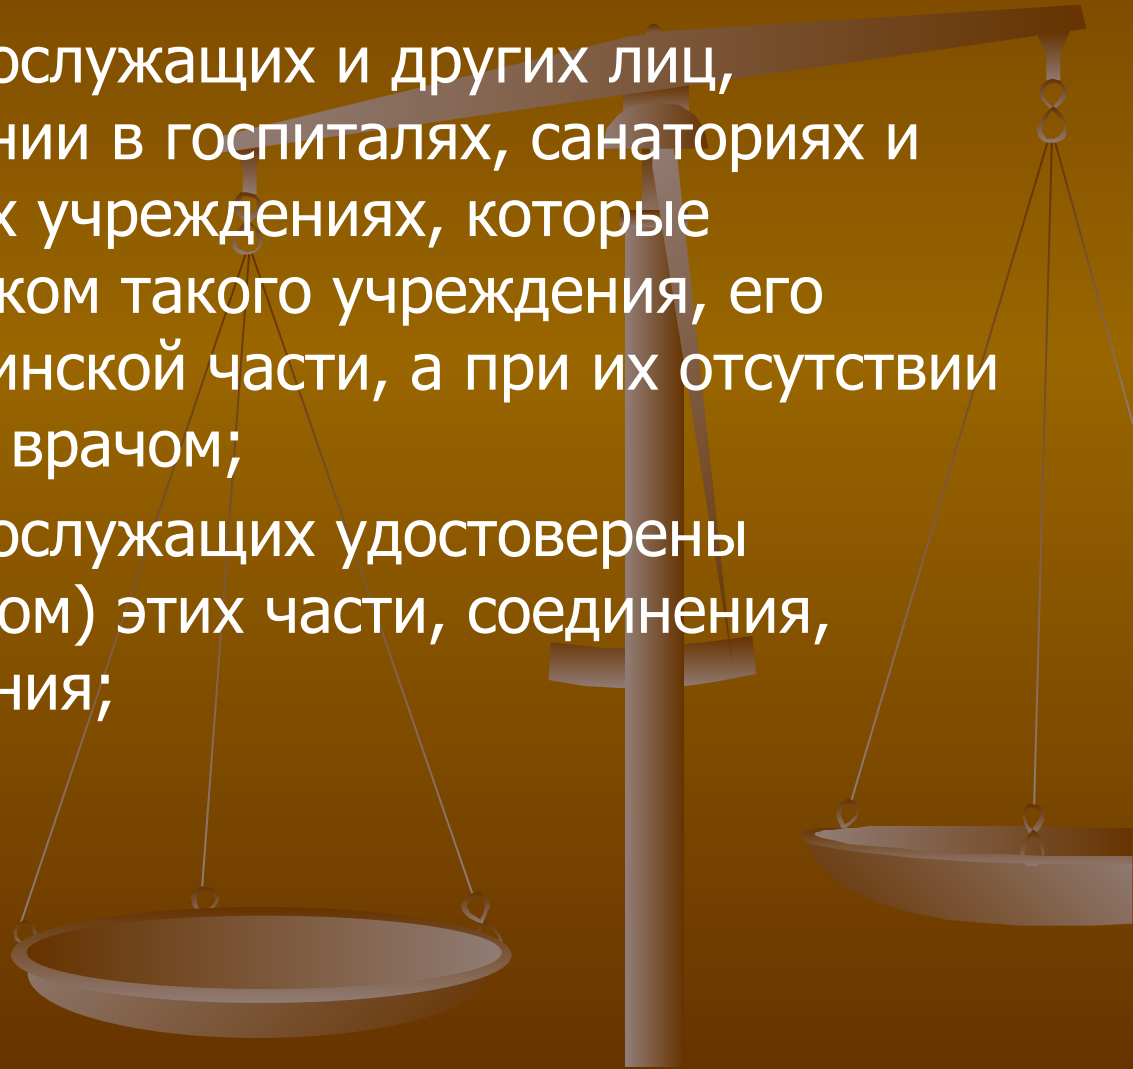 ослужащих и других лиц,
нии в госпиталях, санаториях и
х учреждениях, которые
ком такого учреждения, его
инской части, а при их отсутствии
врачом;
ослужащих удостоверены
ом) этих части, соединения,
ния;